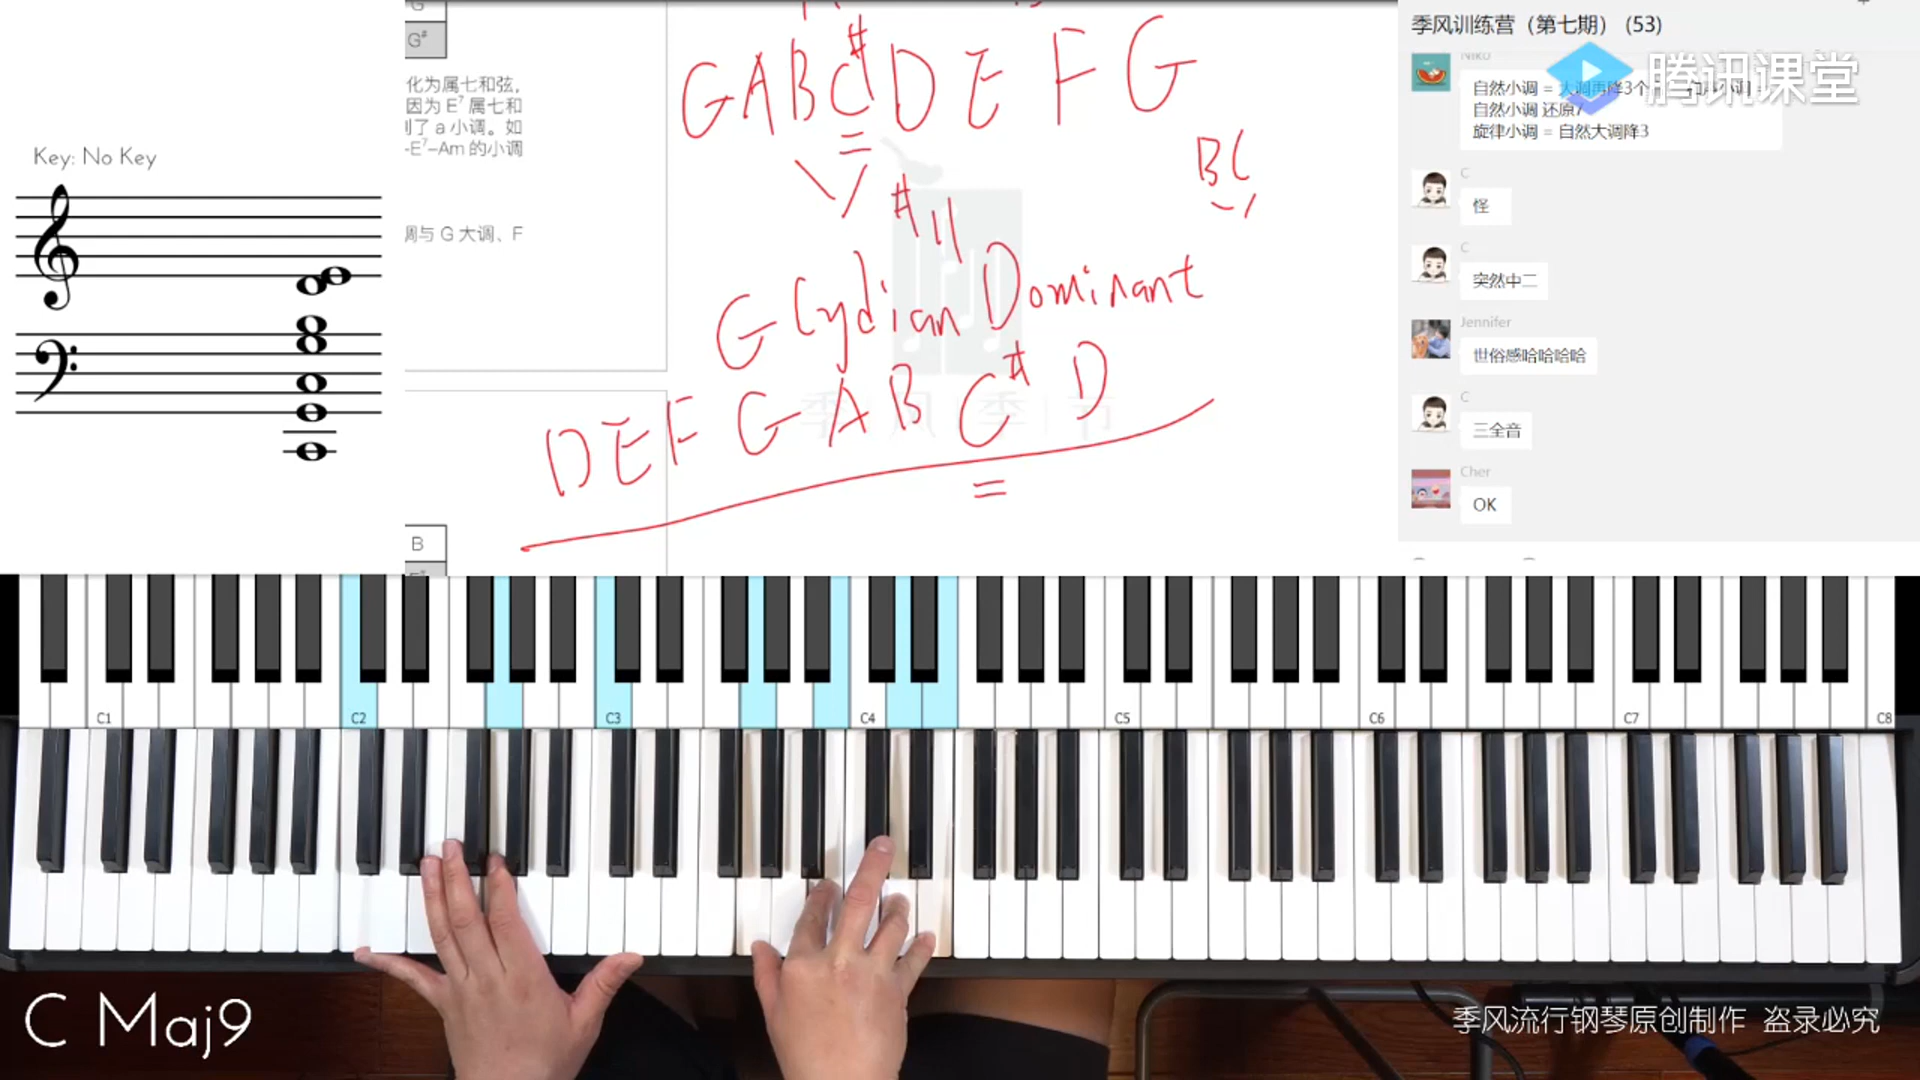 Key: No Key
G
G#
化为属七和弦,
因为 E7 属七和
了 a 小调。如
-E7-Am 的小调
调与 G 大调、F
B
G A B C# D E F G
B C
#11
G Lydian Dominant
D E F G A B C# D
季风季节
季风训练营（第七期） (53)
腾讯课堂
Niko
自然小调 = 大调再降3个
自然小调 还原7
旋律小调 = 自然大调降3
C
怪
C
突然中二
Jennifer
世俗感哈哈哈哈
C
三全音
Cher
OK
C1 C2 C3 C4 C5 C6 C7 C8
C Maj9
季风流行钢琴原创制作 盗录必究